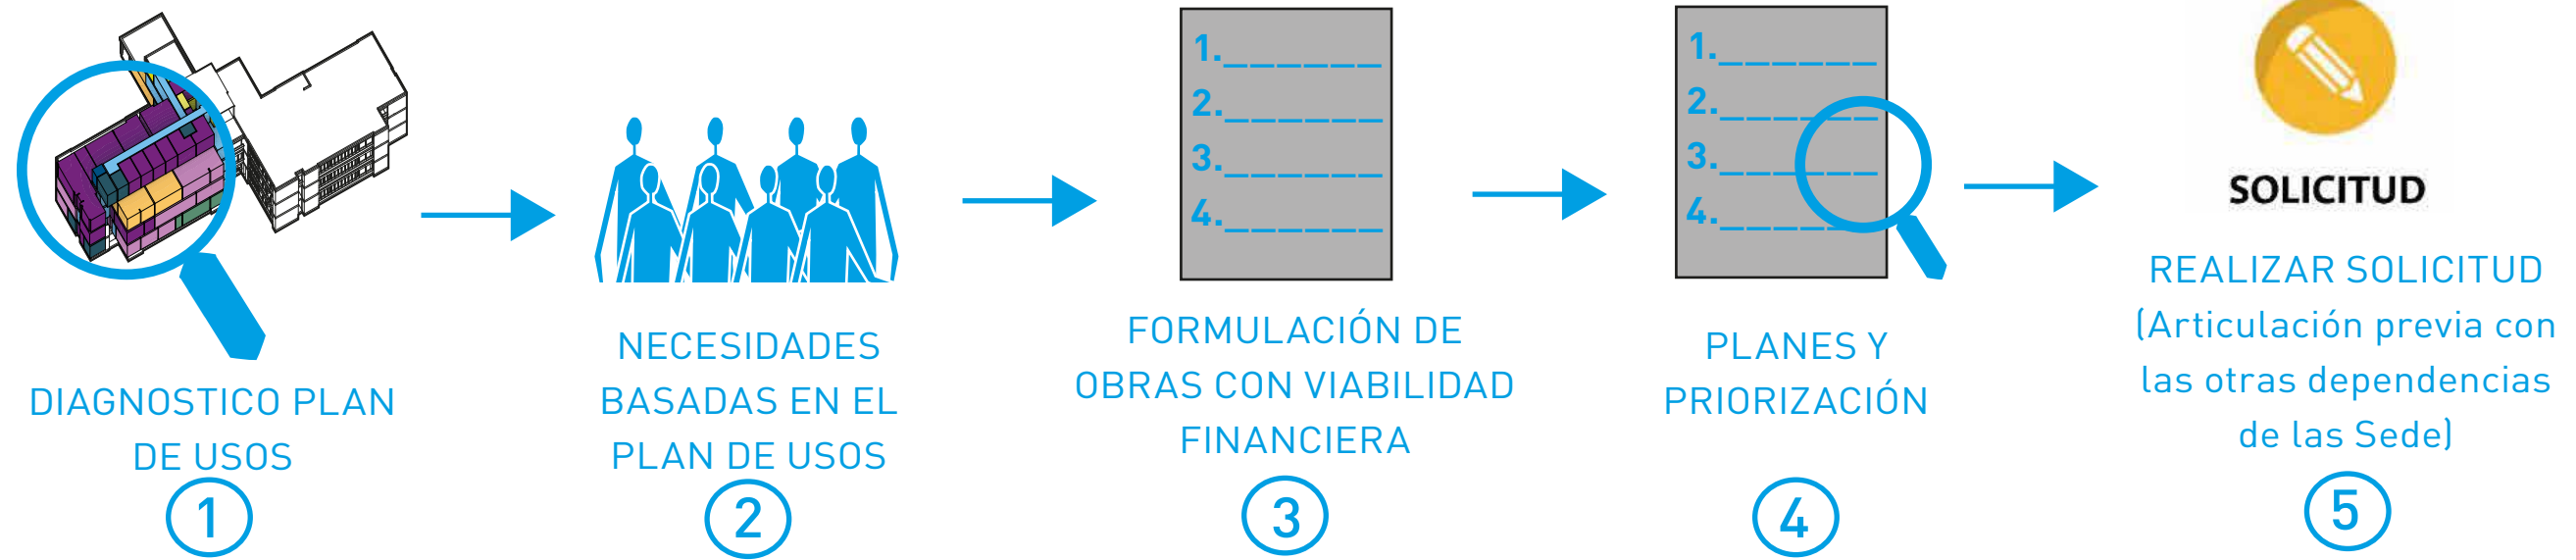 DIAGNOSTICO PLAN
DE USOS
1
NECESIDADES
BASADAS EN EL
PLAN DE USOS
2
1.______
2.______
3.______
4.______
FORMULACIÓN DE
OBRAS CON VIABILIDAD
FINANCIERA
3
1.______
2.______
3.______
4.______
PLANES Y
PRIORIZACIÓN
4
SOLICITUD
REALIZAR SOLICITUD
(Articulación previa con
las otras dependencias
de las Sede)
5